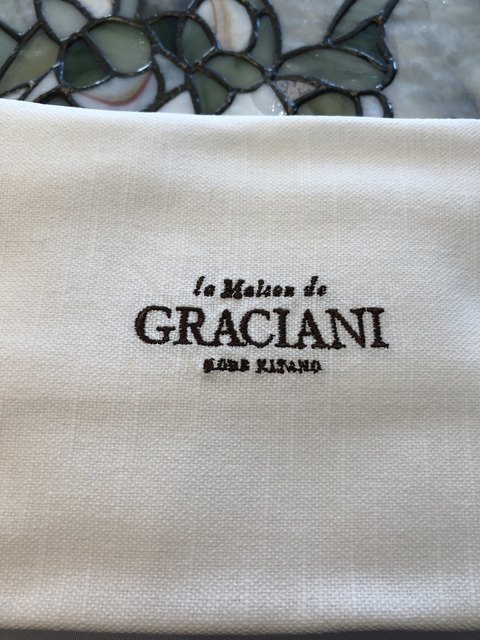 la Maison de
GRACIANI
KOBE KITANO